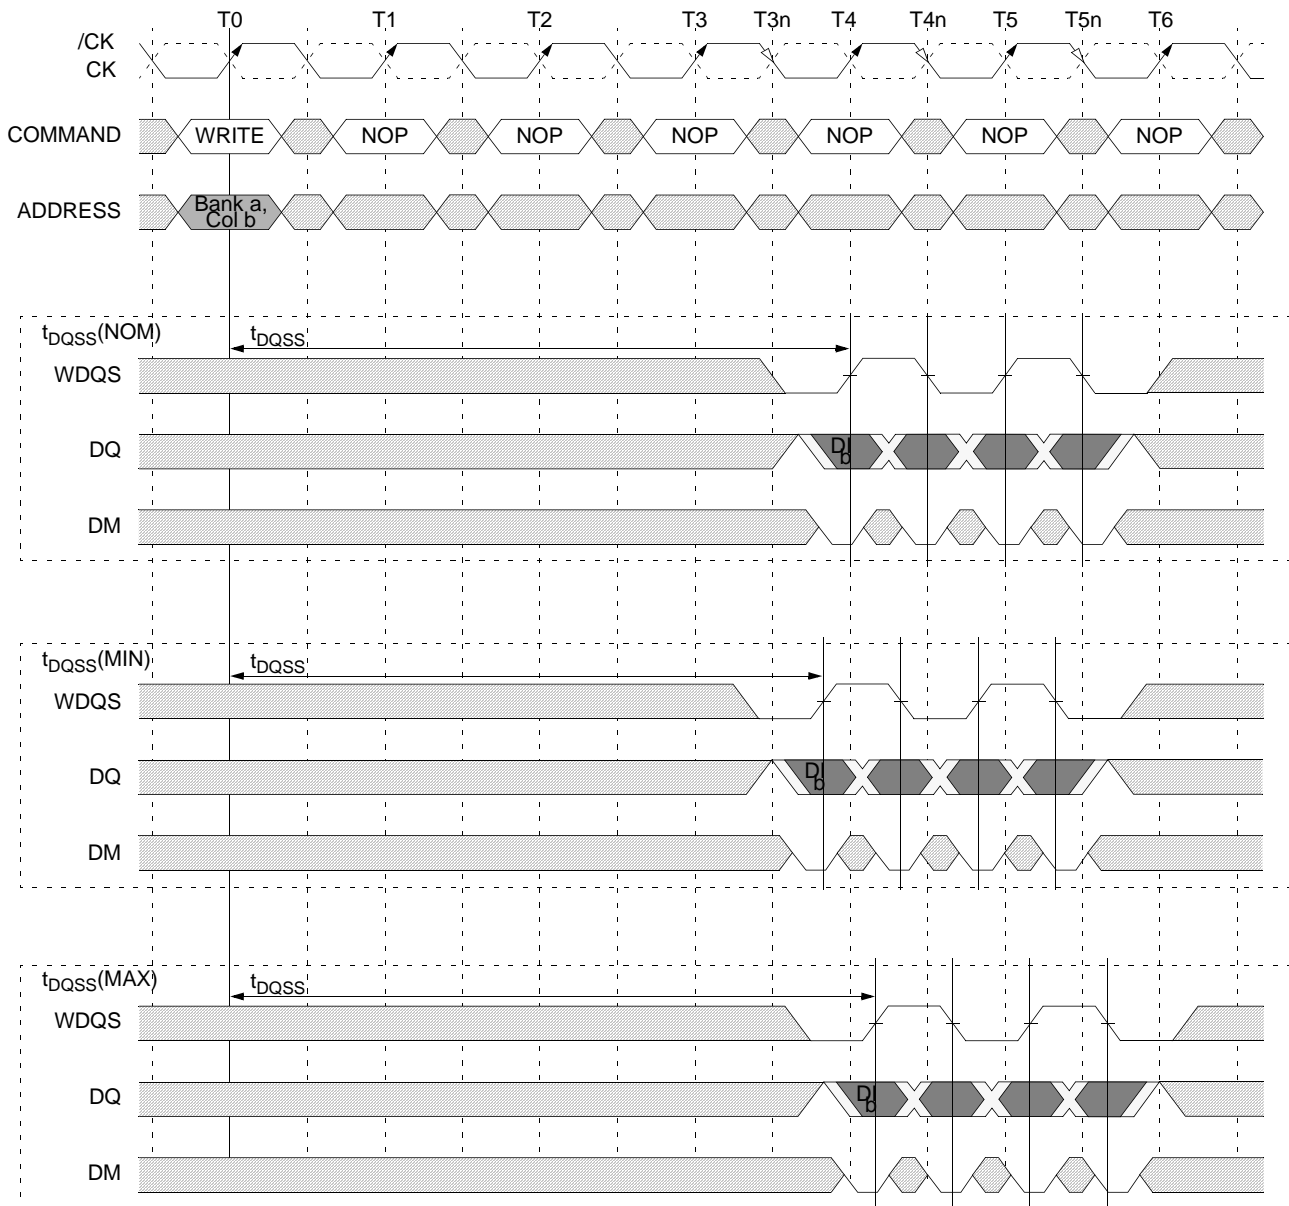 T0 T1 T2 T3 T3n T4 T4n T5 T5n T6
/CK
CK
COMMAND WRITE NOP NOP NOP NOP NOP NOP
ADDRESS Bank a,
Col b
tDQSS(NOM) tDQSS
WDQS
DQ DI
b
DM
tDQSS(MIN) tDQSS
WDQS
DQ DI
b
DM
tDQSS(MAX) tDQSS
WDQS
DQ DI
b
DM